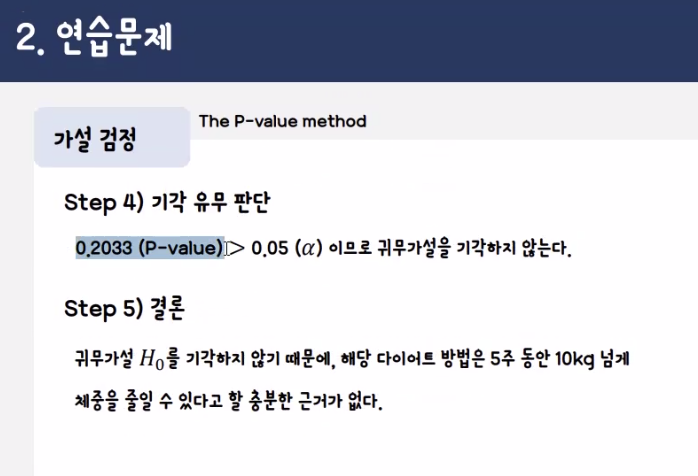 2. 연습문제
The P-value method
가설 검정
Step 4) 기각 유무 판단
0.2033 (P-value) > 0.05 (α) 이므로 귀무가설을 기각하지 않는다.
Step 5) 결론
귀무가설 H₀를 기각하지 않기 때문에, 해당 다이어트 방법은 5주 동안 10kg 넘게
체중을 줄일 수 있다고 할 충분한 근거가 없다.